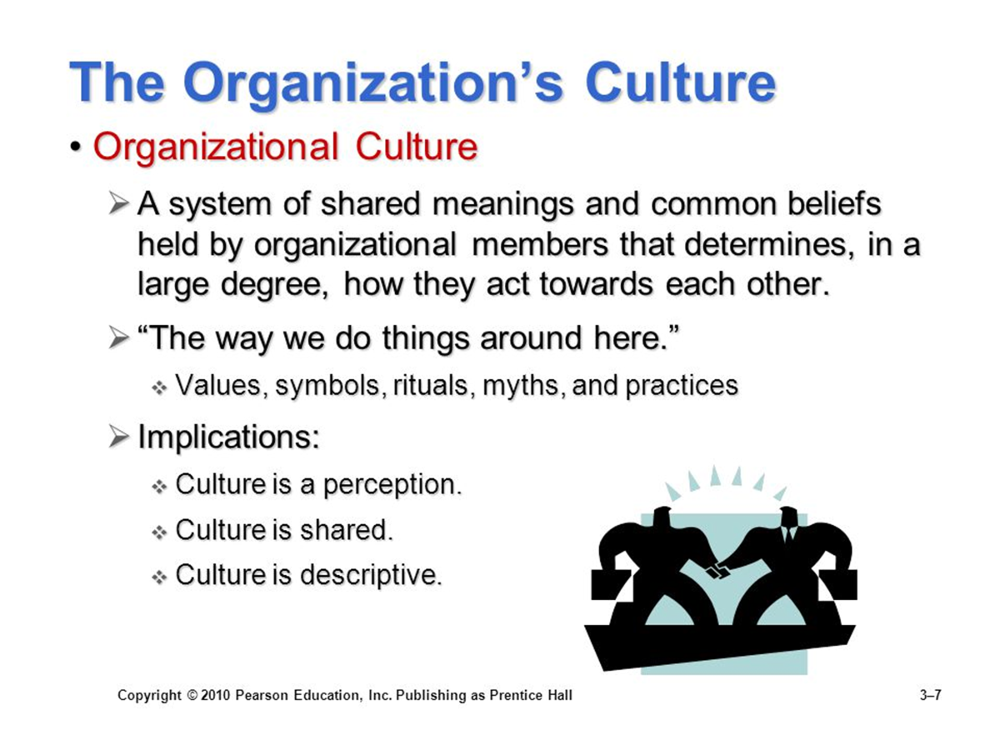 The Organization’s Culture
• Organizational Culture
➢ A system of shared meanings and common beliefs
held by organizational members that determines, in a
large degree, how they act towards each other.
➢ “The way we do things around here.”
❖ Values, symbols, rituals, myths, and practices
➢ Implications:
❖ Culture is a perception.
❖ Culture is shared.
❖ Culture is descriptive.
Copyright © 2010 Pearson Education, Inc. Publishing as Prentice Hall
3–7